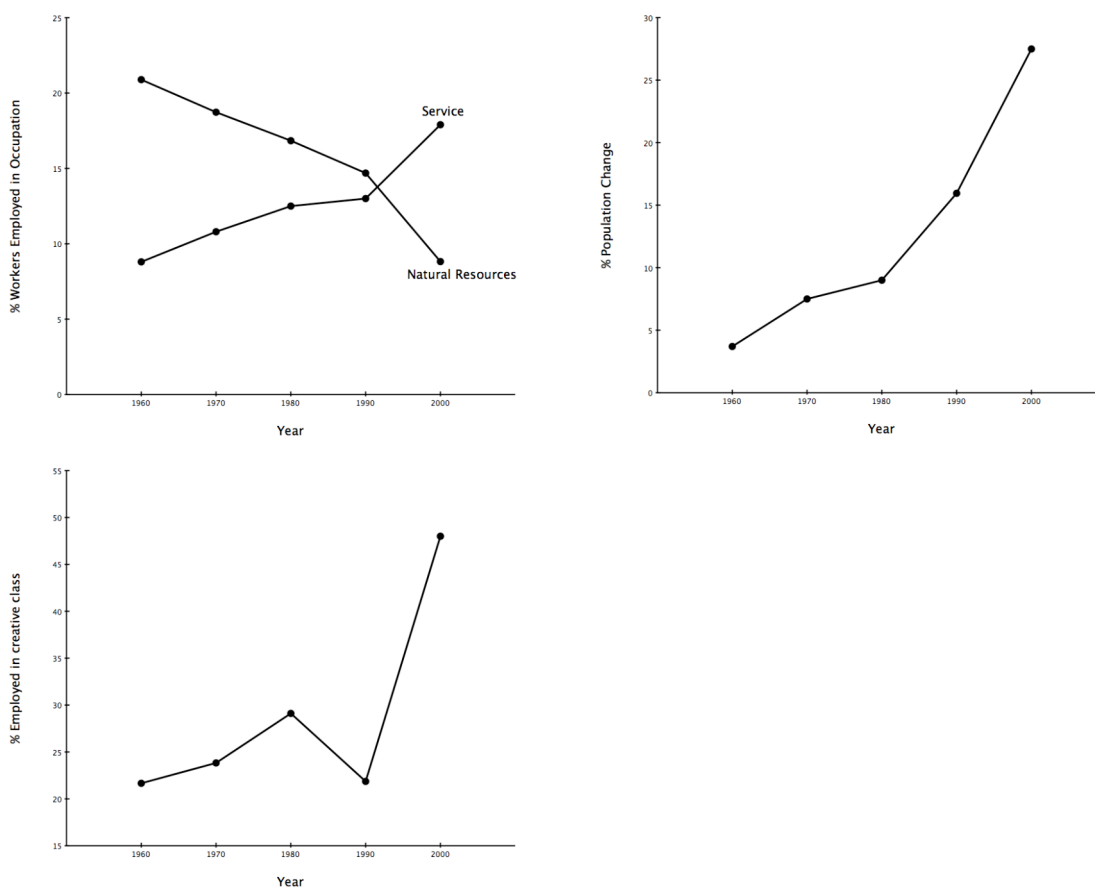 25
20
15
10
5
0
% Workers Employed in Occupation
Service
Natural Resources
1960 1970 1980 1990 2000
Year
30
25
20
15
10
5
0
% Population Change
1960 1970 1980 1990 2000
Year
55
50
45
40
35
30
25
20
15
% Employed in creative class
1960 1970 1980 1990 2000
Year